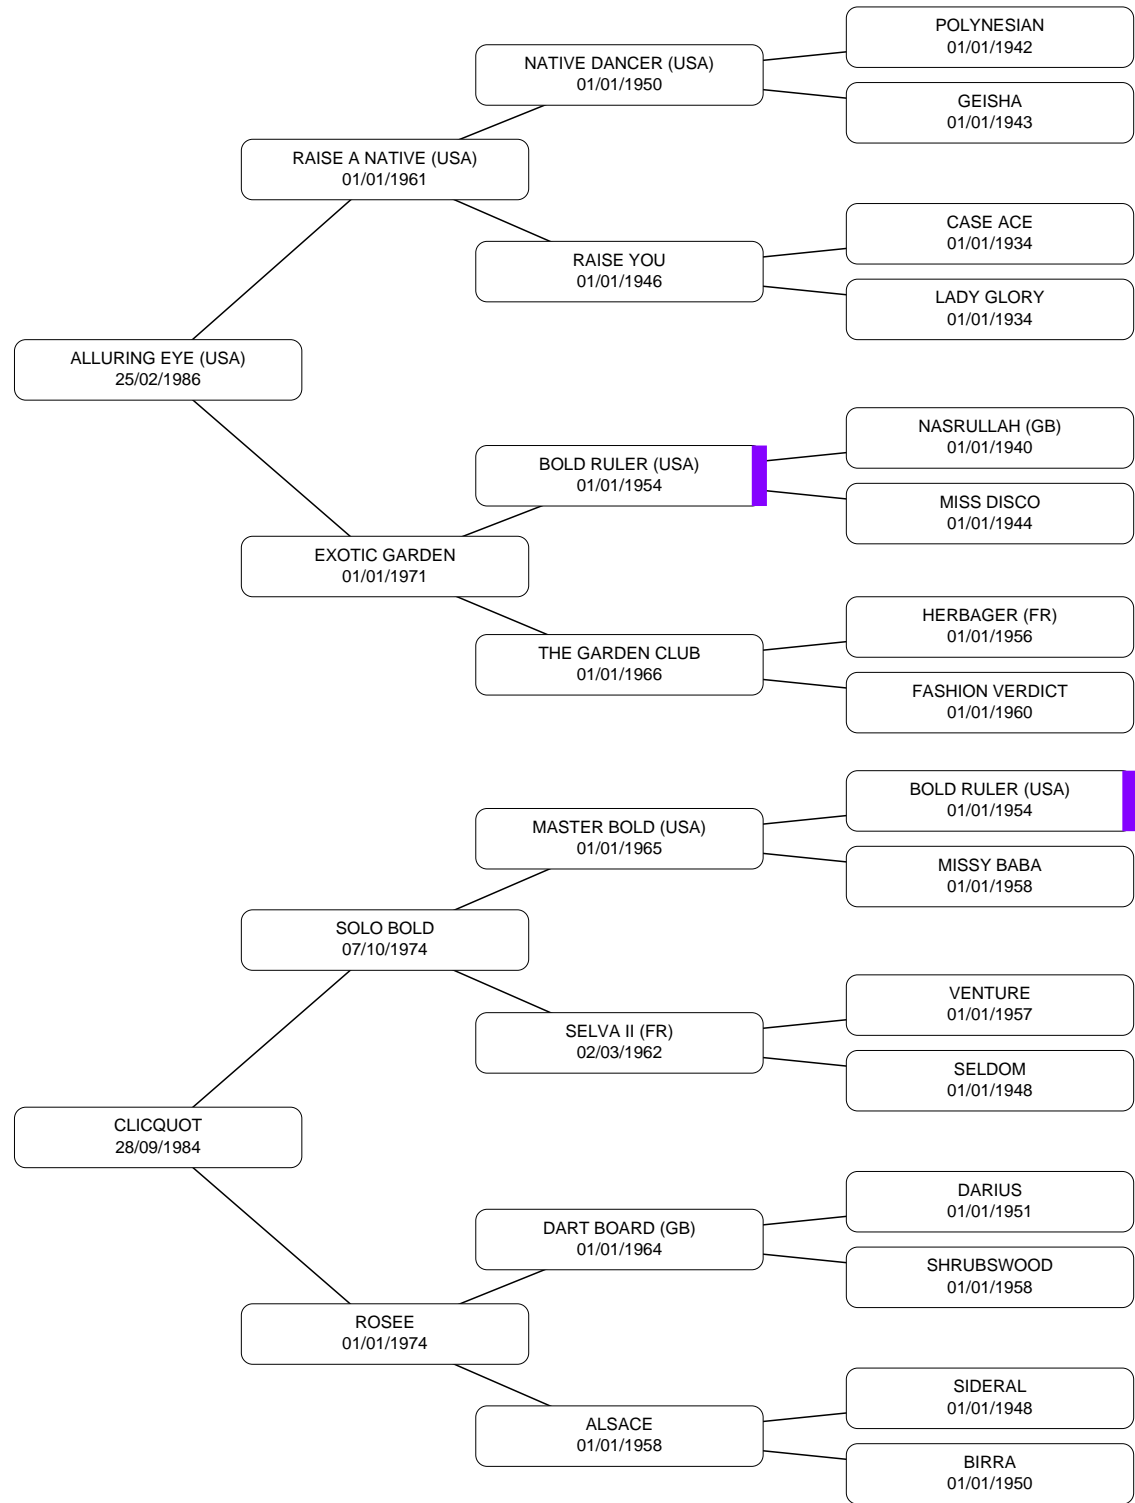 POLYNESIAN
01/01/1942
NATIVE DANCER (USA)
01/01/1950
GEISHA
01/01/1943
RAISE A NATIVE (USA)
01/01/1961
CASE ACE
01/01/1934
RAISE YOU
01/01/1946
LADY GLORY
01/01/1934
ALLURING EYE (USA)
25/02/1986
NASRULLAH (GB)
01/01/1940
BOLD RULER (USA)
01/01/1954
MISS DISCO
01/01/1944
EXOTIC GARDEN
01/01/1971
HERBAGER (FR)
01/01/1956
THE GARDEN CLUB
01/01/1966
FASHION VERDICT
01/01/1960
BOLD RULER (USA)
01/01/1954
MASTER BOLD (USA)
01/01/1965
MISSY BABA
01/01/1958
SOLO BOLD
07/10/1974
VENTURE
01/01/1957
SELVA II (FR)
02/03/1962
SELDOM
01/01/1948
CLICQUOT
28/09/1984
DARIUS
01/01/1951
DART BOARD (GB)
01/01/1964
SHRUBSWOOD
01/01/1958
ROSEE
01/01/1974
SIDERAL
01/01/1948
ALSACE
01/01/1958
BIRRA
01/01/1950